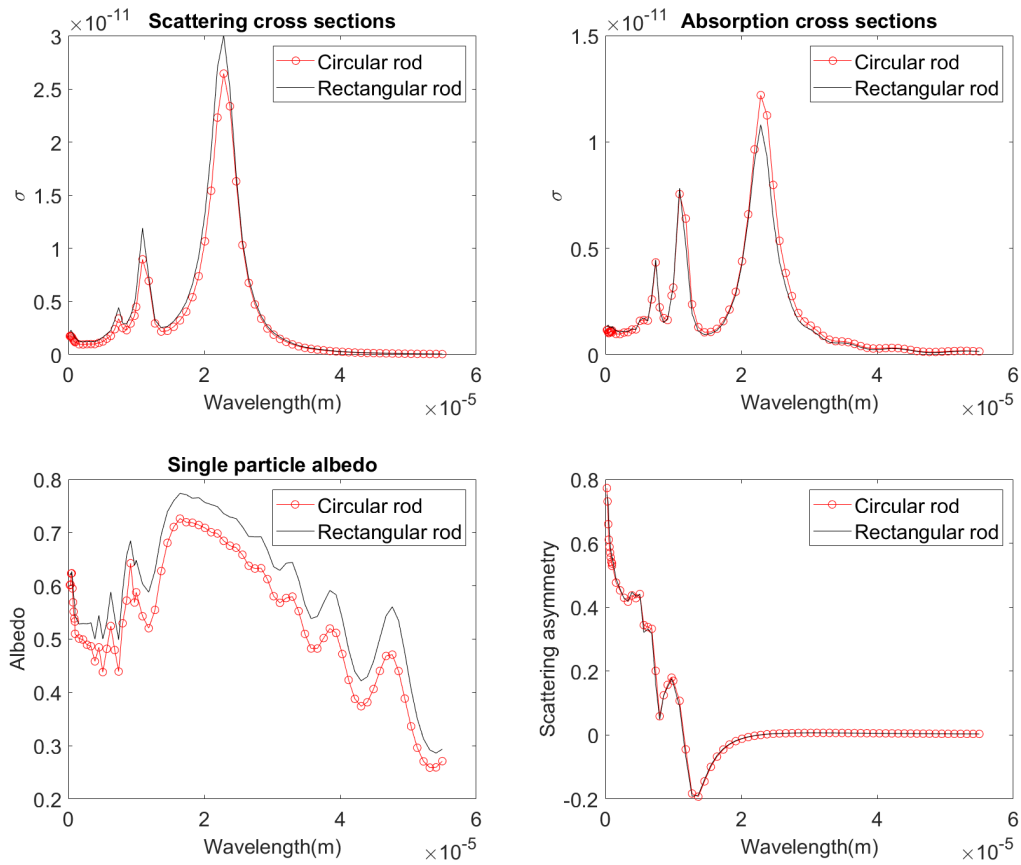 Scattering cross sections
×10⁻¹¹
3
2.5
2
1.5
1
0.5
0
σ
0 2 4 6
Wavelength(m)
×10⁻⁵
Circular rod
Rectangular rod
Absorption cross sections
×10⁻¹¹
1.5
1
0.5
0
σ
0 2 4 6
Wavelength(m)
×10⁻⁵
Circular rod
Rectangular rod
Single particle albedo
0.8
0.7
0.6
0.5
0.4
0.3
0.2
Albedo
0 2 4 6
Wavelength(m)
×10⁻⁵
Circular rod
Rectangular rod
0.8
0.6
0.4
0.2
0
-0.2
Scattering asymmetry
0 2 4 6
Wavelength(m)
×10⁻⁵
Circular rod
Rectangular rod